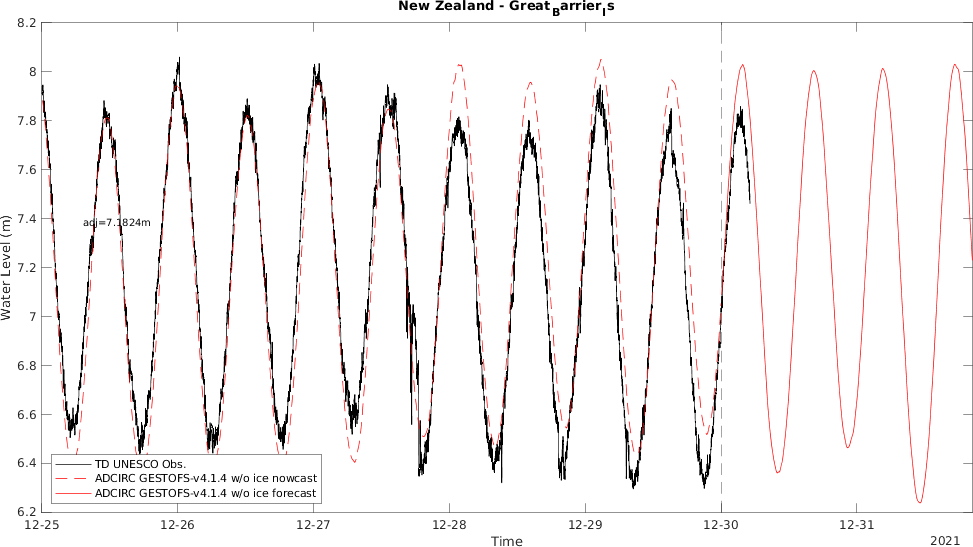 New Zealand - Great_Barrier_Is
8.2
8
7.8
7.6
7.4
7.2
7
6.8
6.6
6.4
6.2
Water Level (m)
adj=7.1824m
TD UNESCO Obs.
ADCIRC GESTOFS-v4.1.4 w/o ice nowcast
ADCIRC GESTOFS-v4.1.4 w/o ice forecast
12-25
12-26
12-27
12-28
12-29
12-30
12-31
Time
2021